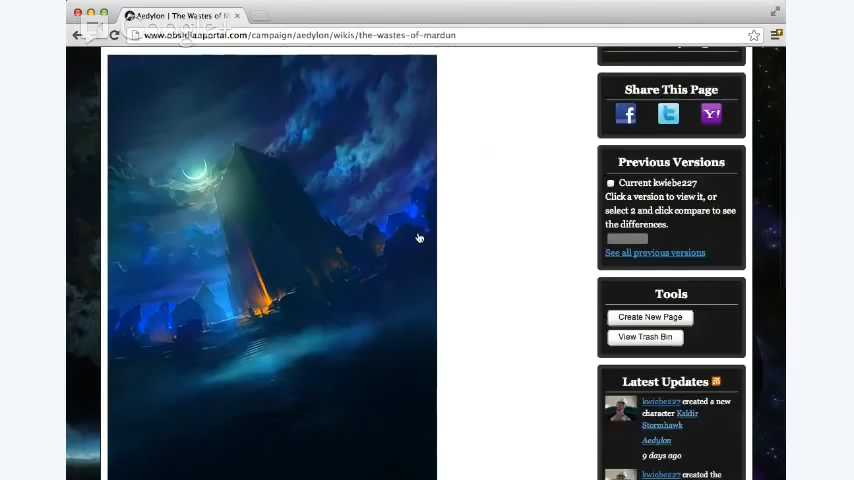 Aedylon | The Wastes of M
www.obsidianportal.com/campaign/aedylon/wikis/the-wastes-of-mardun
Share This Page
Y!
Previous Versions
Current kwiebe227
Click a version to view it, or
select 2 and click compare to see
the differences.
See all previous versions
Tools
Create New Page
View Trash Bin
Latest Updates
kwiebe227 created a new
character Kaldir
Stormhawk
Aedylon
9 days ago
kwiebe227 created the